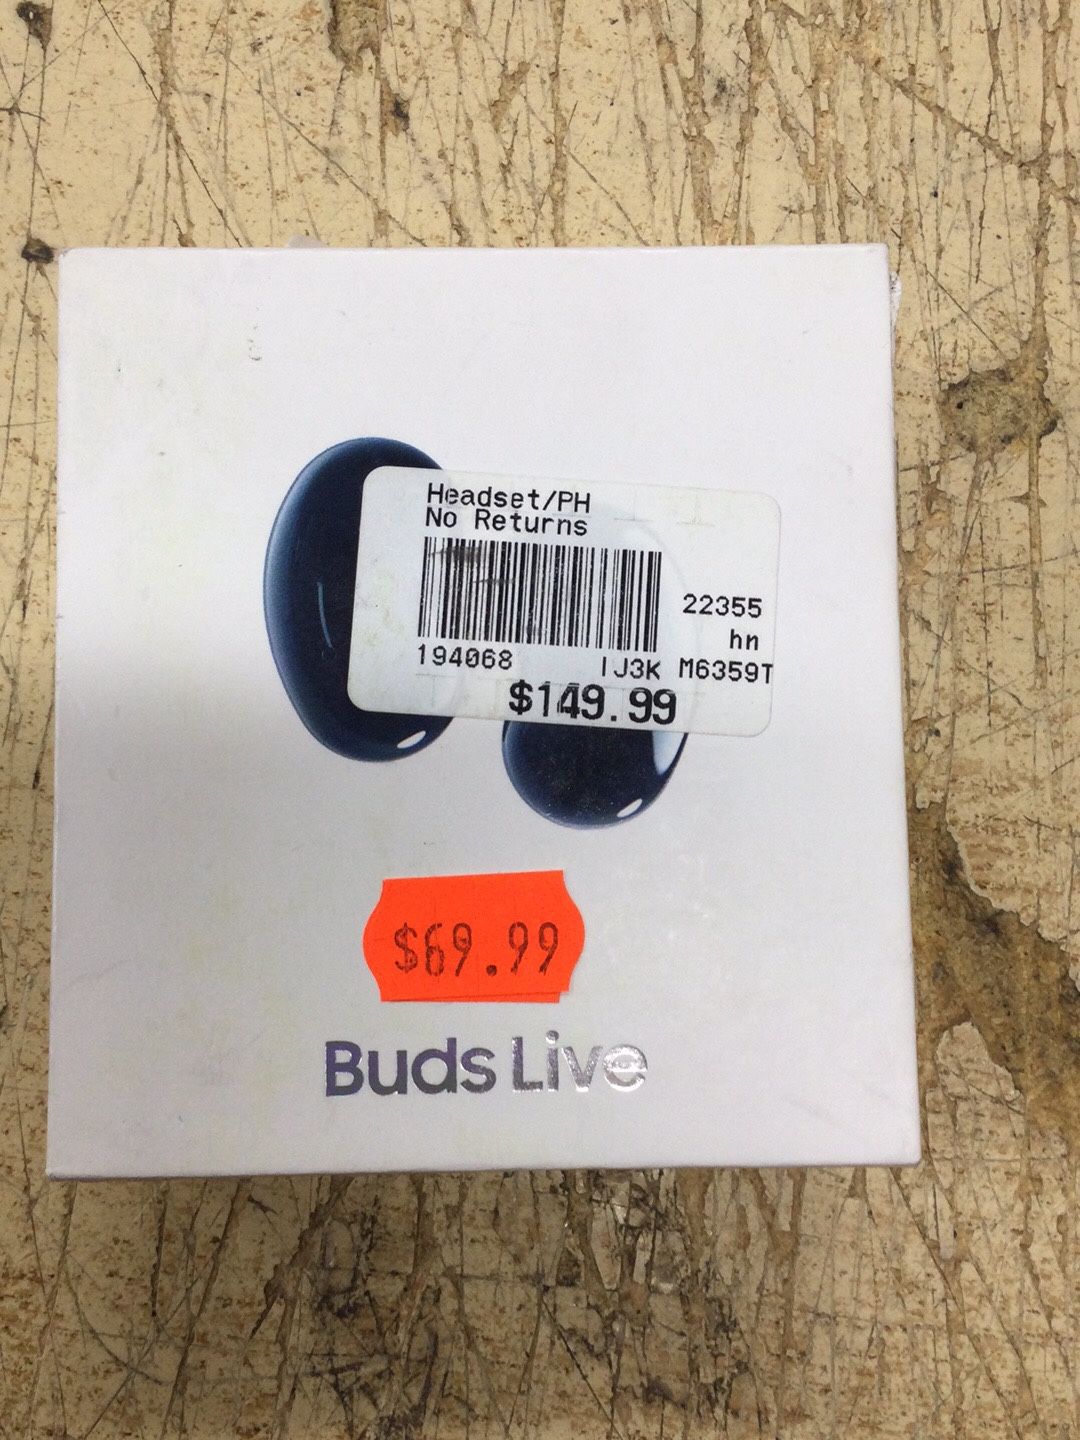 Headset/PH
No Returns
22355
hn
194068 IJ3K M6359T
$149.99
$69.99
Buds Live